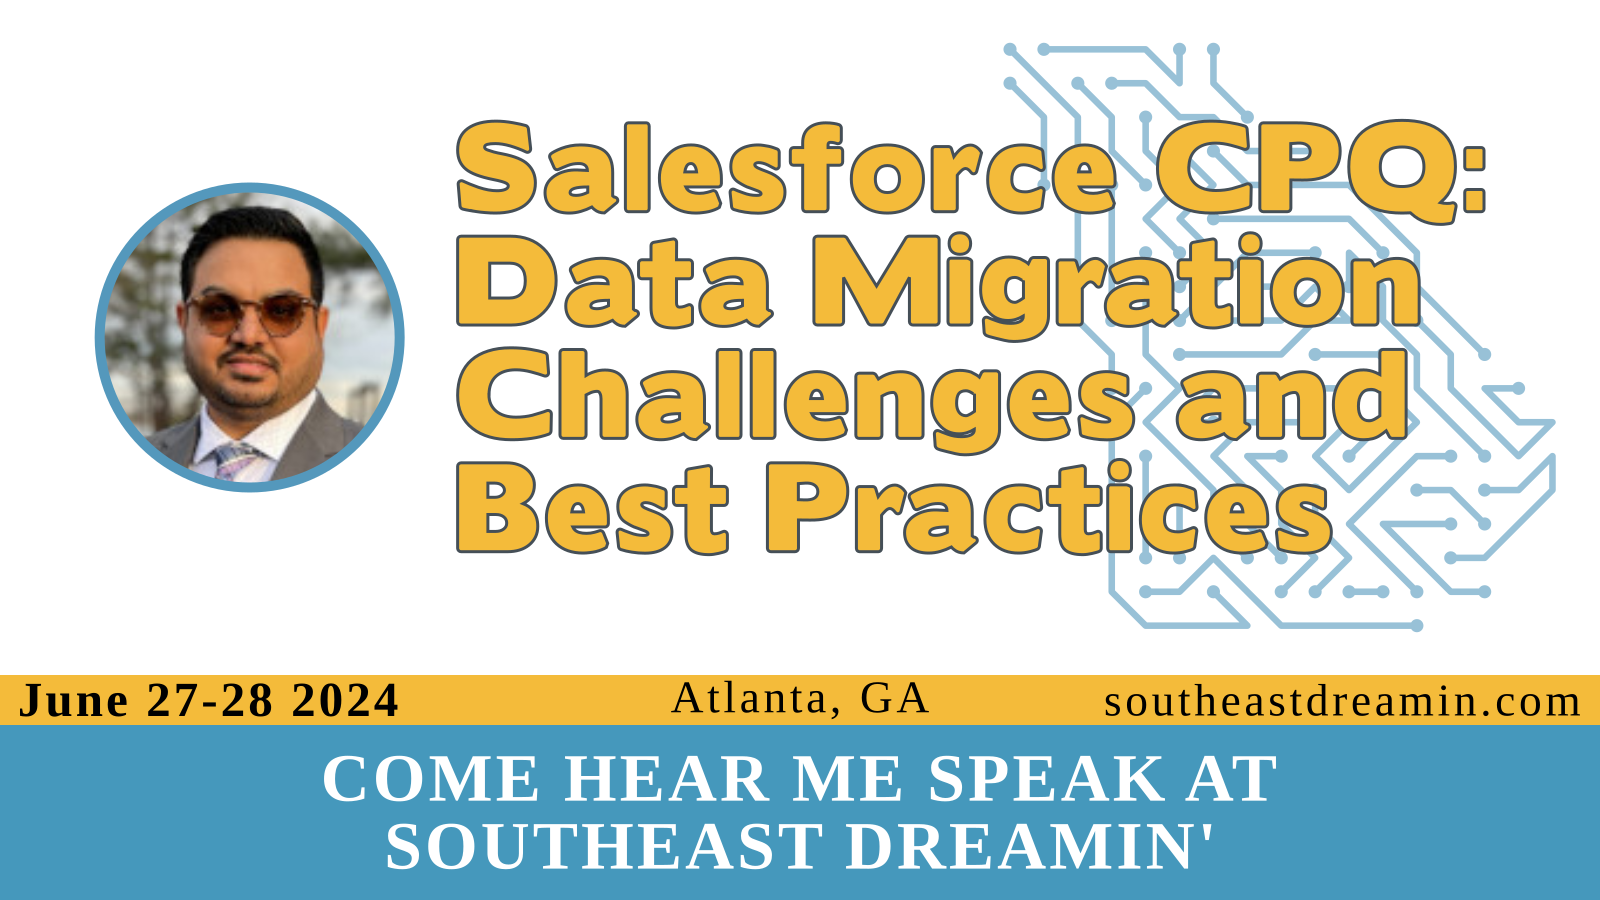 Salesforce CPQ:
Data Migration
Challenges and
Best Practices
June 27-28 2024
Atlanta, GA
southeastdreamin.com
COME HEAR ME SPEAK AT
SOUTHEAST DREAMIN'